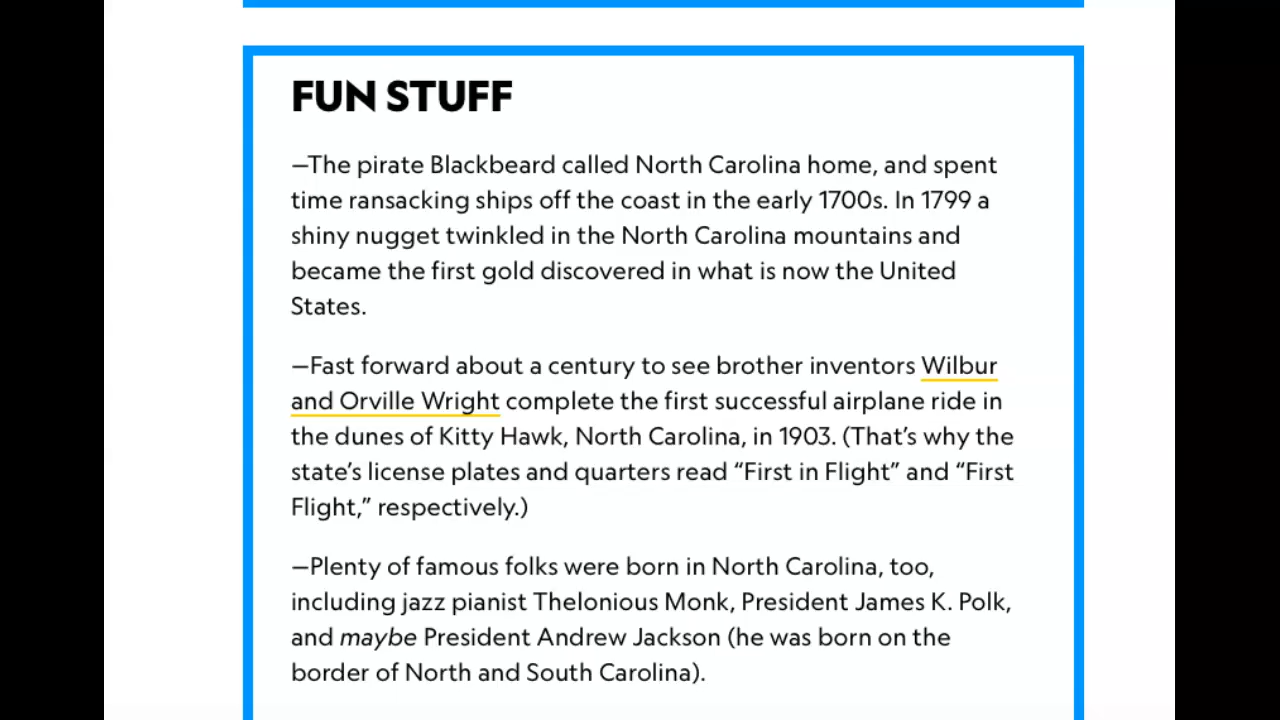 FUN STUFF
—The pirate Blackbeard called North Carolina home, and spent
time ransacking ships off the coast in the early 1700s. In 1799 a
shiny nugget twinkled in the North Carolina mountains and
became the first gold discovered in what is now the United
States.
—Fast forward about a century to see brother inventors Wilbur
and Orville Wright complete the first successful airplane ride in
the dunes of Kitty Hawk, North Carolina, in 1903. (That’s why the
state’s license plates and quarters read “First in Flight” and “First
Flight,” respectively.)
—Plenty of famous folks were born in North Carolina, too,
including jazz pianist Thelonious Monk, President James K. Polk,
and maybe President Andrew Jackson (he was born on the
border of North and South Carolina).